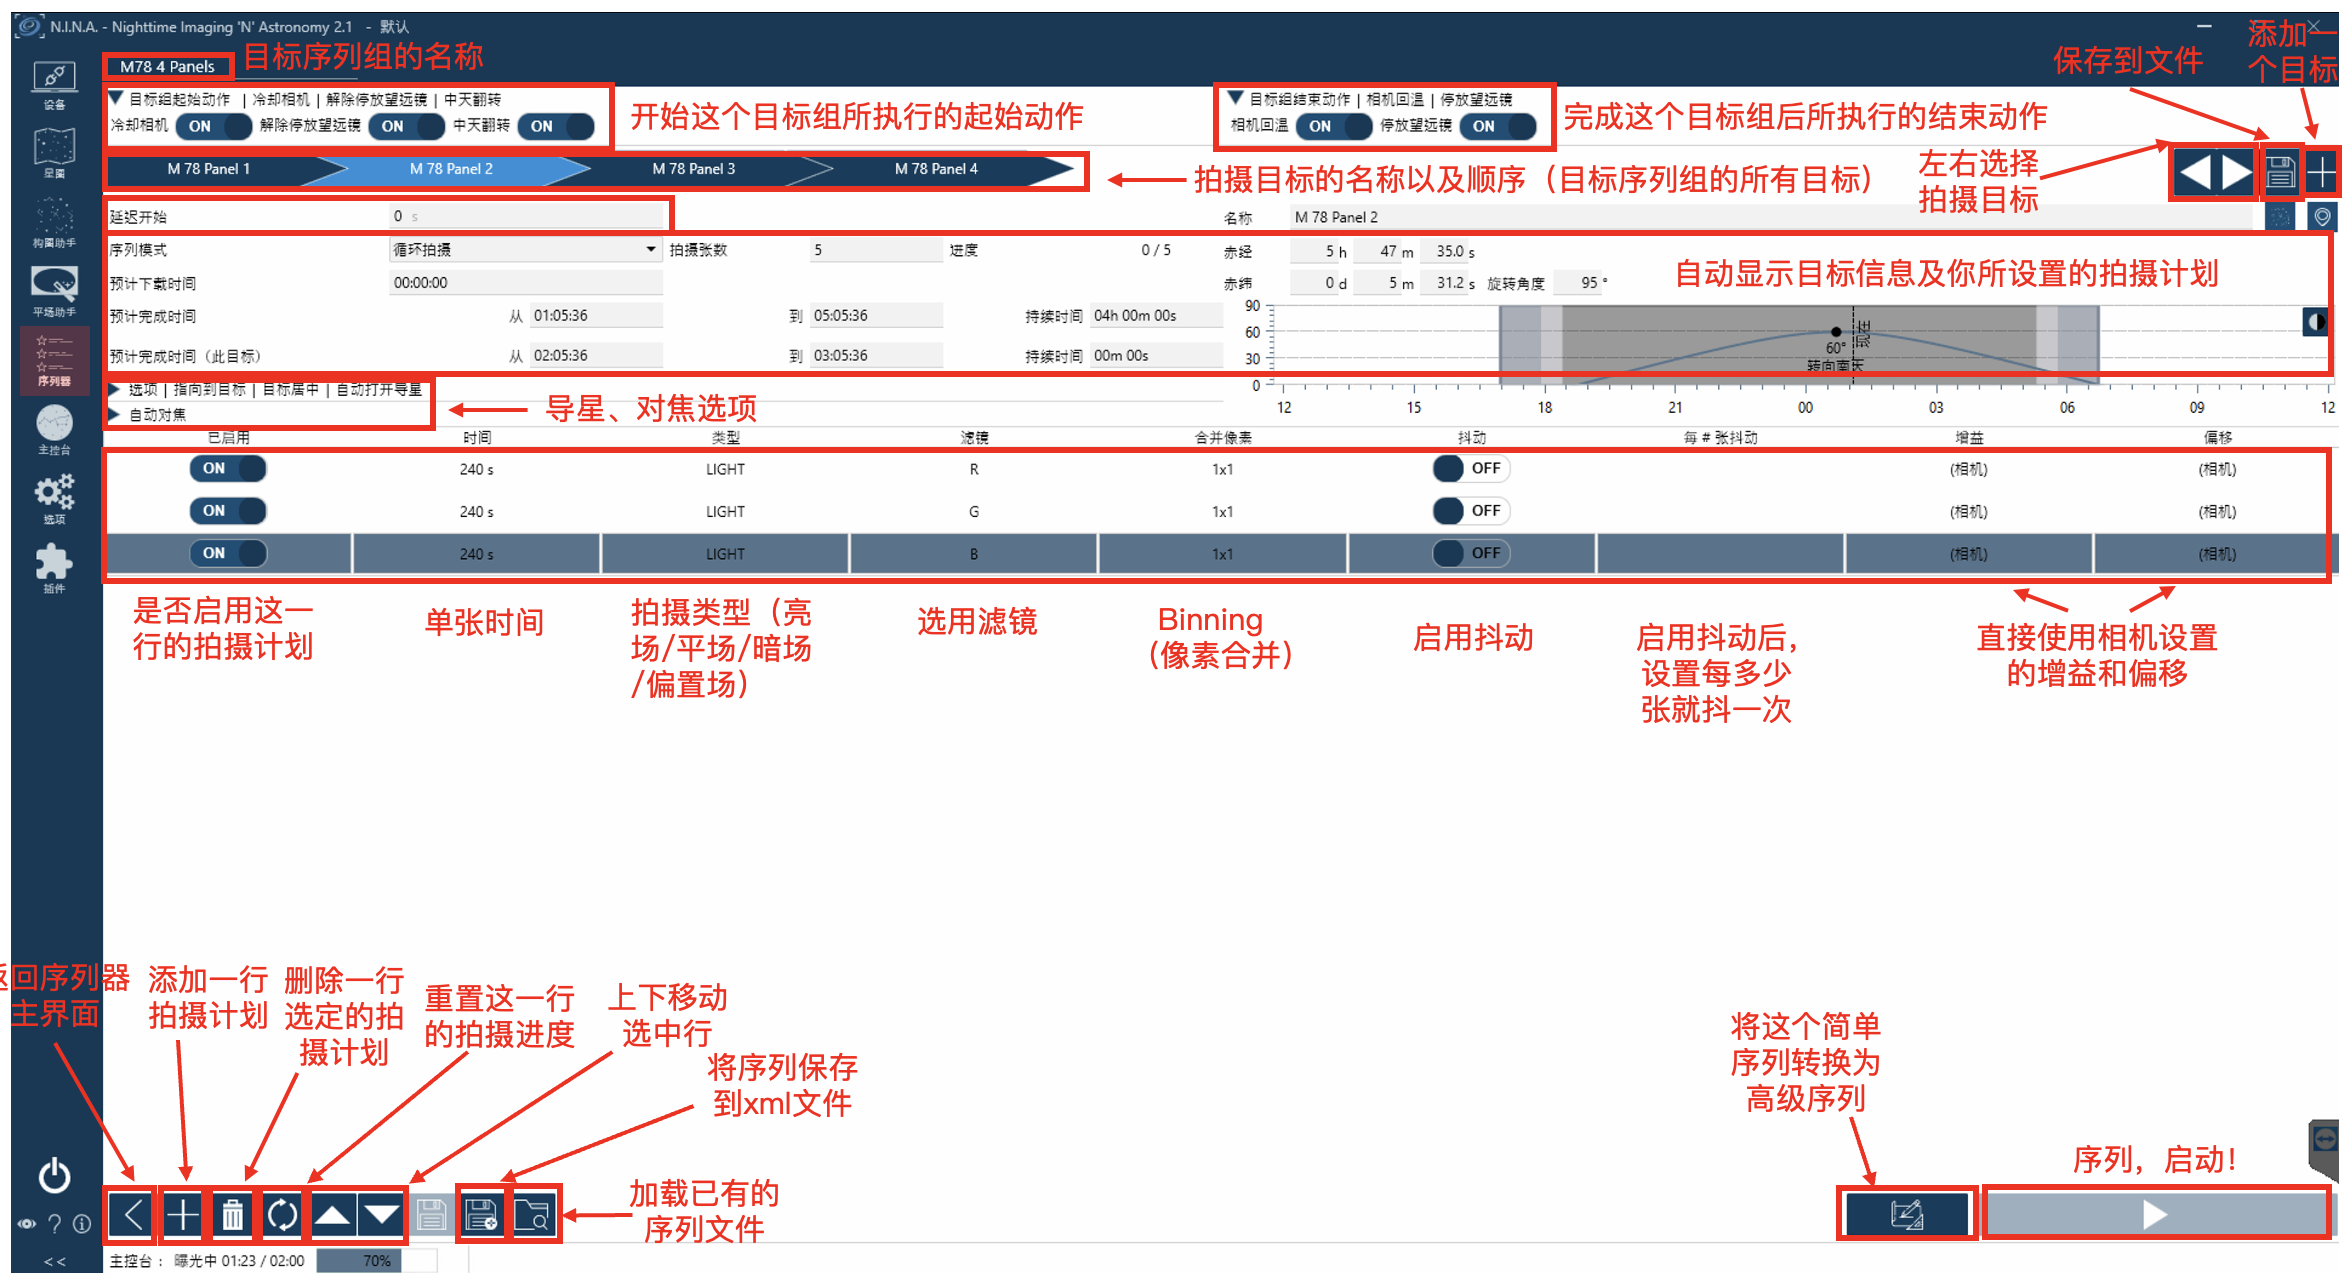 N.I.N.A. - Nighttime Imaging 'N' Astronomy 2.1 - 默认
M78 4 Panels
目标序列组的名称
保存到文件
添加一
个目标
设备
目标组起始动作 | 冷却相机 | 解除停放望远镜 | 中天翻转
冷却相机 ON 解除停放望远镜 ON 中天翻转 ON
开始这个目标组所执行的起始动作
目标组结束动作 | 相机回温 | 停放望远镜
相机回温 ON 停放望远镜 ON
完成这个目标组后所执行的结束动作
星图
M 78 Panel 1
M 78 Panel 2
M 78 Panel 3
M 78 Panel 4
拍摄目标的名称以及顺序（目标序列组的所有目标）
左右选择
拍摄目标
延迟开始 0 s
名称 M 78 Panel 2
构图助手
序列模式 循环拍摄 拍摄张数 5 进度 0 / 5
赤经 5 h 47 m 35.0 s
预计下载时间 00:00:00
赤纬 0 d 5 m 31.2 s 旋转角度 95 °
自动显示目标信息及你所设置的拍摄计划
平场助手
预计完成时间 从 01:05:36 到 05:05:36 持续时间 04h 00m 00s
预计完成时间（此目标） 从 02:05:36 到 03:05:36 持续时间 00m 00s
90
60
30
0
60°
现在
转向南天
12 15 18 21 00 03 06 09 12
序列器
选项 | 指向到目标 | 目标居中 | 自动打开导星
自动对焦
导星、对焦选项
主控台
已启用 时间 类型 滤镜 合并像素 抖动 每 # 张抖动 增益 偏移
ON 240 s LIGHT R 1x1 OFF (相机) (相机)
ON 240 s LIGHT G 1x1 OFF (相机) (相机)
ON 240 s LIGHT B 1x1 OFF (相机) (相机)
选项
插件
是否启用这一
行的拍摄计划
单张时间
拍摄类型（亮
场/平场/暗场
/偏置场）
选用滤镜
Binning
（像素合并）
启用抖动
启用抖动后，
设置每多少
张就抖一次
直接使用相机设置
的增益和偏移
返回序列器
主界面
添加一行
拍摄计划
删除一行
选定的拍
摄计划
重置这一行
的拍摄进度
上下移动
选中行
将序列保存
到xml文件
加载已有的
序列文件
将这个简单
序列转换为
高级序列
序列，启动！
<<
主控台： 曝光中 01:23 / 02:00 70%